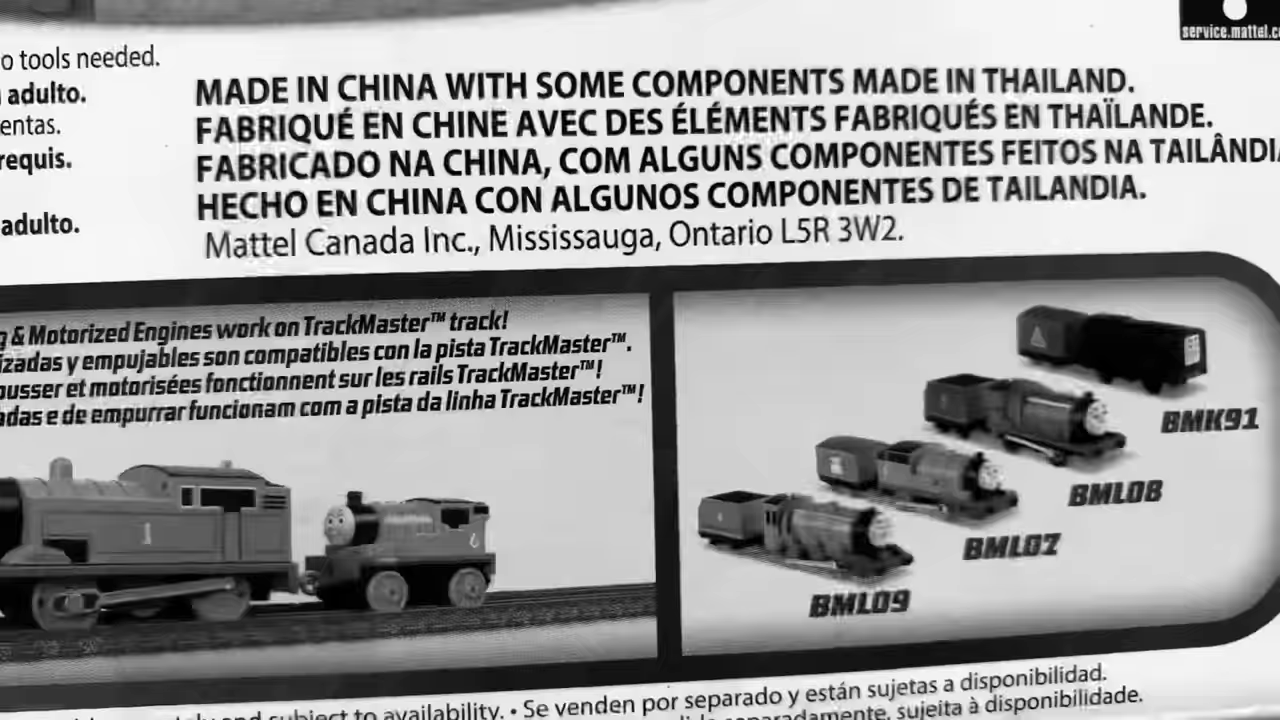 service.mattel.c
o tools needed.
adulto.
entas.
requis.
adulto.
MADE IN CHINA WITH SOME COMPONENTS MADE IN THAILAND.
FABRIQUÉ EN CHINE AVEC DES ÉLÉMENTS FABRIQUÉS EN THAÏLANDE.
FABRICADO NA CHINA, COM ALGUNS COMPONENTES FEITOS NA TAILÂNDIA
HECHO EN CHINA CON ALGUNOS COMPONENTES DE TAILANDIA.
Mattel Canada Inc., Mississauga, Ontario L5R 3W2.
& Motorized Engines work on TrackMaster™ track!
izadas y empujables son compatibles con la pista TrackMaster™.
ousser et motorisées fonctionnent sur les rails TrackMaster™!
adas e de empurrar funcionam com a pista da linha TrackMaster™!
1
BMK91
BML08
BML07
BML09
and subject to availability. • Se venden por separado y están sujetas a disponibilidad.
separadamente, sujeita à disponibilidade.